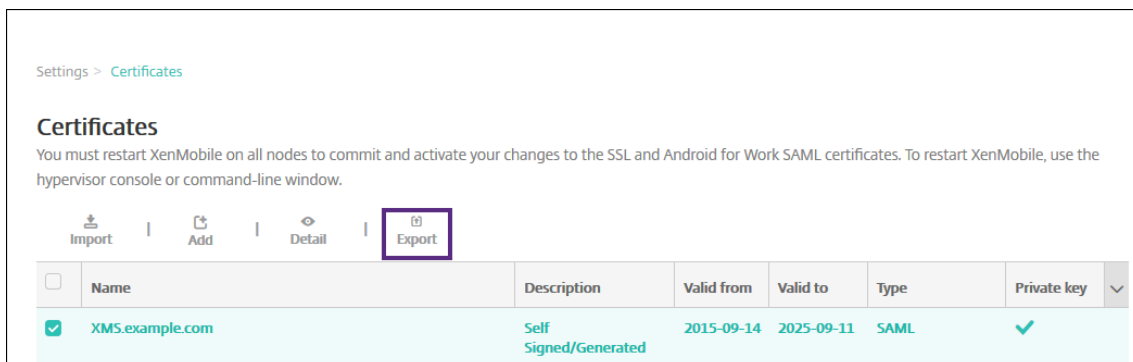 Settings > Certificates
Certificates
You must restart XenMobile on all nodes to commit and activate your changes to the SSL and Android for Work SAML certificates. To restart XenMobile, use the
hypervisor console or command-line window.
Import | Add | Detail | Export
Name Description Valid from Valid to Type Private key
XMS.example.com Self 2015-09-14 2025-09-11 SAML
Signed/Generated